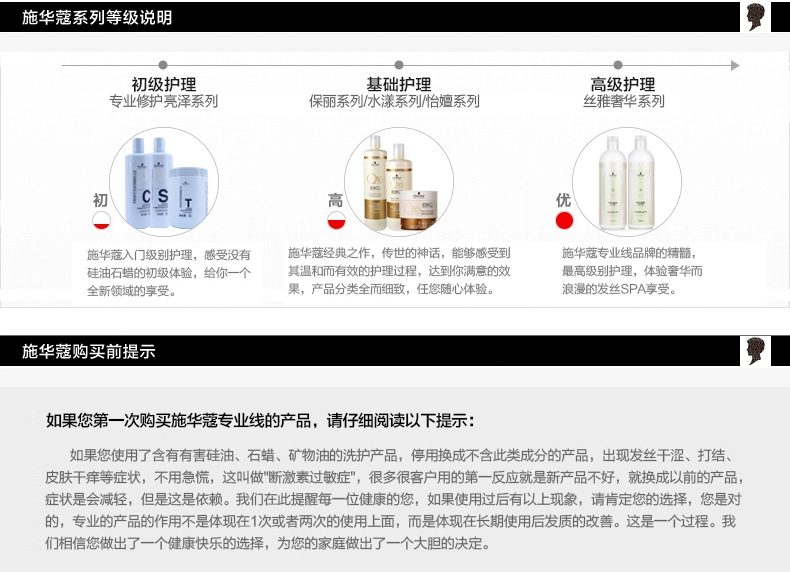 施华蔻系列等级说明
初级护理
专业修护亮泽系列
基础护理
保丽系列/水漾系列/怡嬗系列
高级护理
丝雅奢华系列
初
C S T
高
优
施华蔻入门级别护理，感受没有
硅油石蜡的初级体验，给你一个
全新领域的享受。
施华蔻经典之作，传世的神话，能够感受到
其温和而有效的护理过程，达到你满意的效
果，产品分类全而细致，任您随心体验。
施华蔻专业线品牌的精髓，
最高级别护理，体验奢华而
浪漫的发丝SPA享受。
施华蔻购买前提示
如果您第一次购买施华蔻专业线的产品，请仔细阅读以下提示：
如果您使用了含有有害硅油、石蜡、矿物油的洗护产品，停用换成不含此类成分的产品，出现发丝干涩、打结、
皮肤干痒等症状，不用急慌，这叫做"断激素过敏症"，很多很客户用的第一反应就是新产品不好，就换成以前的产品，
症状是会减轻，但是这是依赖。我们在此提醒每一位健康的您，如果使用过后有以上现象，请肯定您的选择，您是对
的，专业的产品的作用不是体现在1次或者两次的使用上面，而是体现在长期使用后发质的改善。这是一个过程。我
们相信您做出了一个健康快乐的选择，为您的家庭做出了一个大胆的决定。